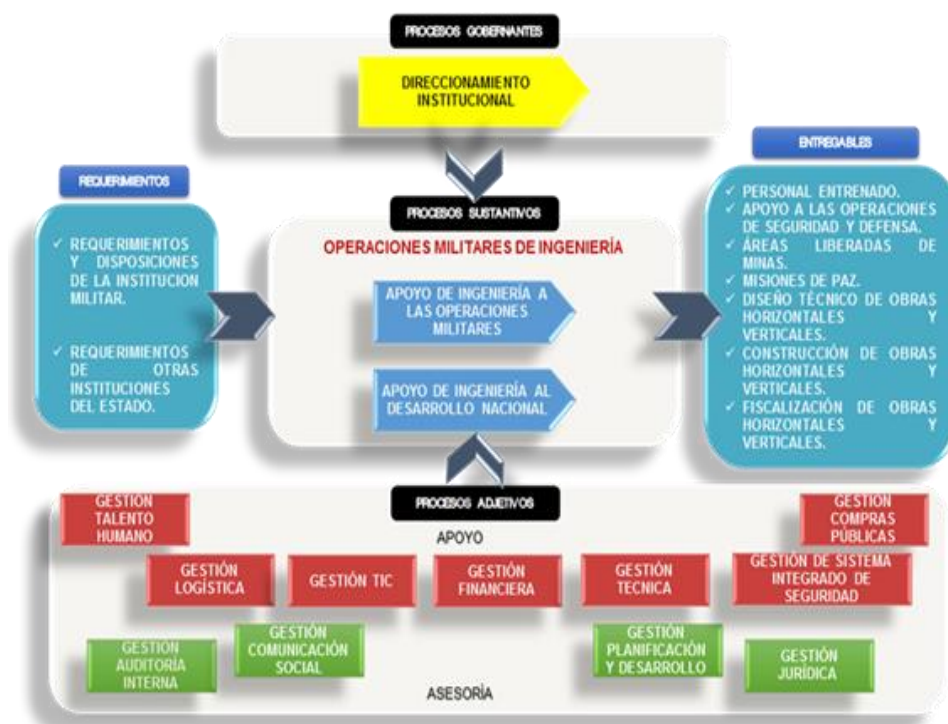 PROCESOS GOBERNANTES
DIRECCIONAMIENTO
INSTITUCIONAL
REQUERIMIENTOS
✓ REQUERIMIENTOS
Y DISPOSICIONES
DE LA INSTITUCION
MILITAR.
✓ REQUERIMIENTOS
DE OTRAS
INSTITUCIONES
DEL ESTADO.
PROCESOS SUSTANTIVOS
OPERACIONES MILITARES DE INGENIERÍA
APOYO DE INGENIERÍA A
LAS OPERACIONES
MILITARES
APOYO DE INGENIERÍA AL
DESARROLLO NACIONAL
ENTREGABLES
✓ PERSONAL ENTRENADO.
✓ APOYO A LAS OPERACIONES
DE SEGURIDAD Y DEFENSA.
✓ ÁREAS LIBERADAS DE
MINAS.
✓ MISIONES DE PAZ.
✓ DISEÑO TÉCNICO DE OBRAS
HORIZONTALES Y
VERTICALES.
✓ CONSTRUCCIÓN DE OBRAS
HORIZONTALES Y
VERTICALES.
✓ FISCALIZACIÓN DE OBRAS
HORIZONTALES Y
VERTICALES.
PROCESOS ADJETIVOS
APOYO
GESTIÓN
TALENTO
HUMANO
GESTIÓN
LOGÍSTICA
GESTIÓN TIC
GESTIÓN
FINANCIERA
GESTIÓN
TECNICA
GESTIÓN DE SISTEMA
INTEGRADO DE
SEGURIDAD
GESTIÓN
COMPRAS
PÚBLICAS
GESTIÓN
AUDITORÍA
INTERNA
GESTIÓN
COMUNICACIÓN
SOCIAL
GESTIÓN
PLANIFICACIÓN
Y DESARROLLO
GESTIÓN
JURÍDICA
ASESORÍA